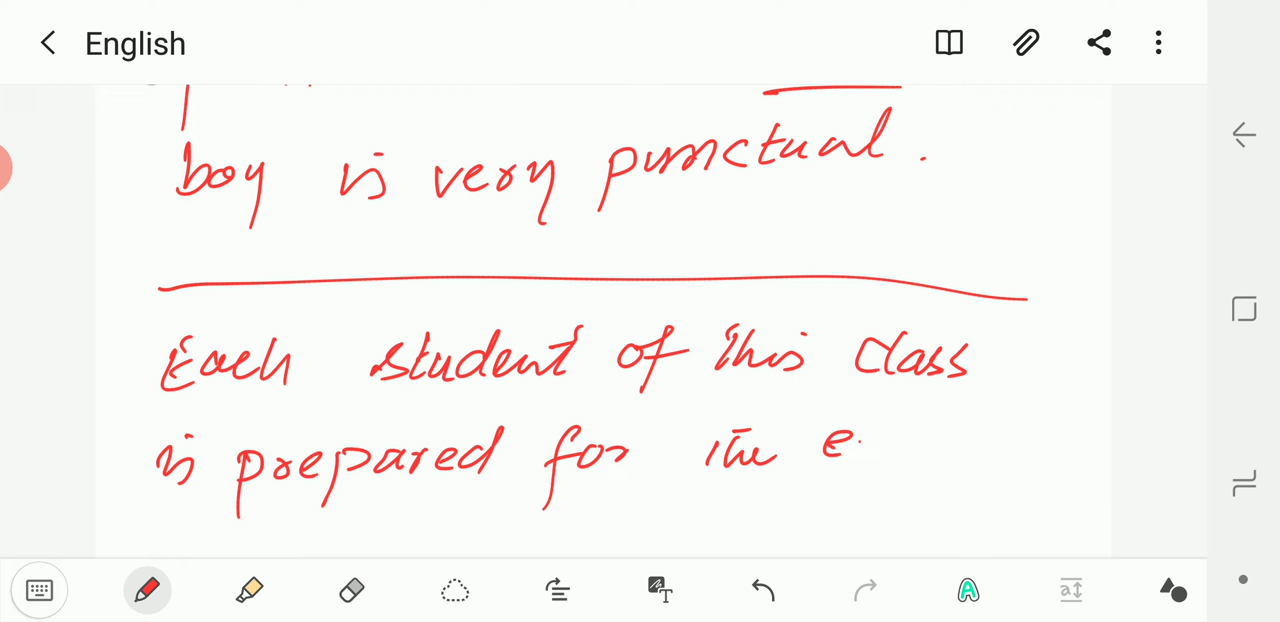 English
boy is very punctual.
Each student of this class
is prepared for the e